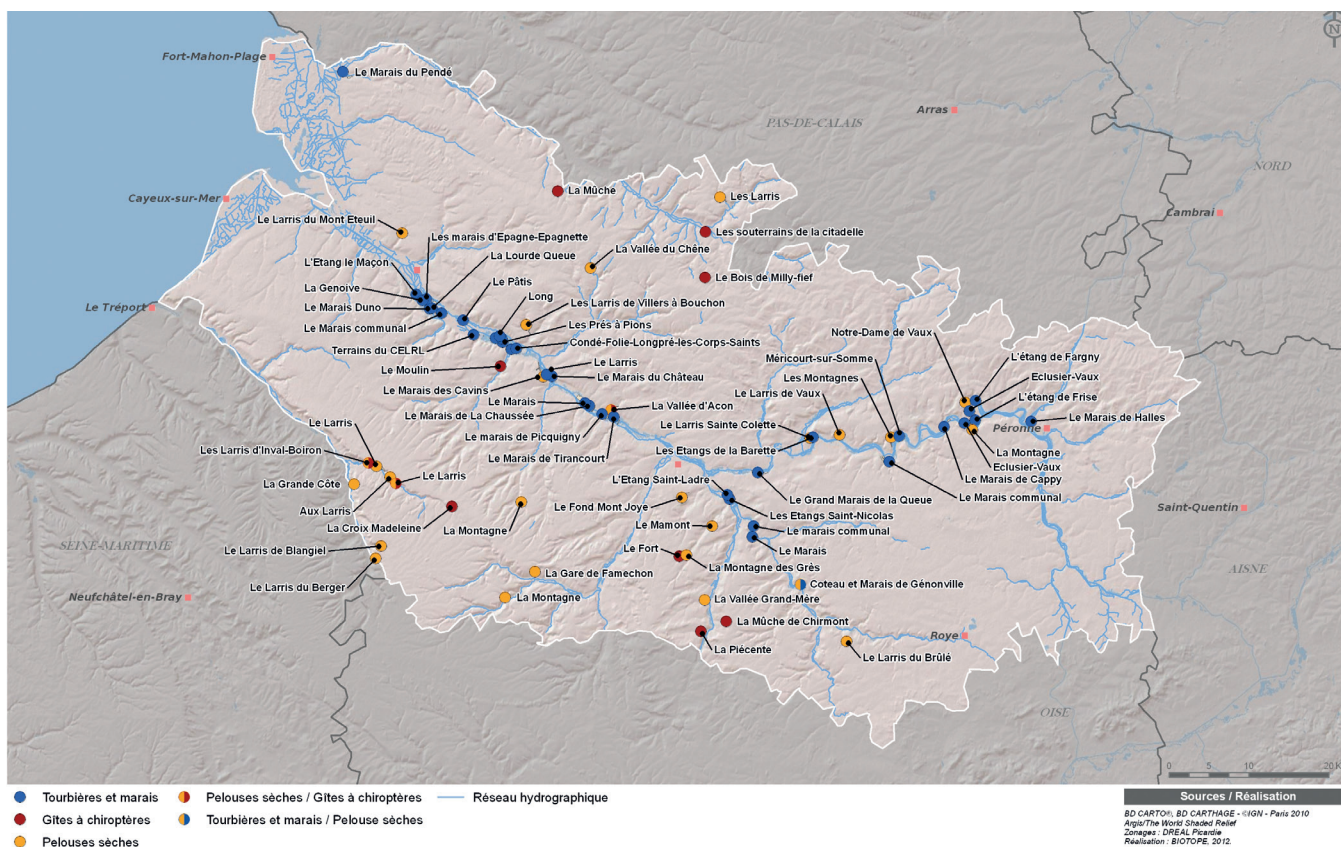 Fort-Mahon-Plage
Le Marais du Pendé
Arras
PAS-DE-CALAIS
N
NORD
Cayeux-sur-Mer
La Mûche
Les Larris
Cambrai
Le Larris du Mont Eteuil
Les souterrains de la citadelle
Les marais d'Epagne-Epagnette
La Vallée du Chêne
L'Etang le Maçon
La Lourde Queue
Le Bois de Milly-fief
La Genoive
Le Pâtis
Le Tréport
Le Marais Duno
Long
Les Larris de Villers à Bouchon
Le Marais communal
Les Prés à Pions
Notre-Dame de Vaux
Terrains du CELRL
Condé-Folie-Longpré-les-Corps-Saints
Méricourt-sur-Somme
L'étang de Fargny
Le Moulin
Le Larris
Les Montagnes
Eclusier-Vaux
Le Marais des Cavins
Le Marais du Château
Le Larris de Vaux
L'étang de Frise
Le Marais
La Vallée d'Acon
Le Marais de La Chaussée
Le Marais de Halles
Le Larris
Le marais de Picquigny
Le Larris Sainte Colette
Péronne
Les Larris d'Inval-Boiron
Le Marais de Tirancourt
Les Etangs de la Barette
La Montagne
Le Larris
Eclusier-Vaux
La Grande Côte
L'Etang Saint-Ladre
Le Marais de Cappy
Aux Larris
Le Grand Marais de la Queue
Le Marais communal
La Croix Madeleine
La Montagne
Le Fond Mont Joye
Les Etangs Saint-Nicolas
Saint-Quentin
Le Mamont
Le marais communal
SEINE-MARITIME
Le Larris de Blangiel
Le Fort
Le Marais
La Montagne des Grès
AISNE
Le Larris du Berger
La Gare de Famechon
Coteau et Marais de Génonville
Neufchâtel-en-Bray
La Montagne
La Vallée Grand-Mère
La Mûche de Chirmont
Roye
La Piécente
Le Larris du Brûlé
OISE
0 5 10 20 K
Tourbières et marais
Pelouses sèches / Gîtes à chiroptères
Réseau hydrographique
Gîtes à chiroptères
Tourbières et marais / Pelouse sèches
Pelouses sèches
Sources / Réalisation
BD CARTO®, BD CARTHAGE - ©IGN - Paris 2010
Argis/The World Shaded Relief
Zonages : DREAL Picardie
Réalisation : BIOTOPE, 2012.